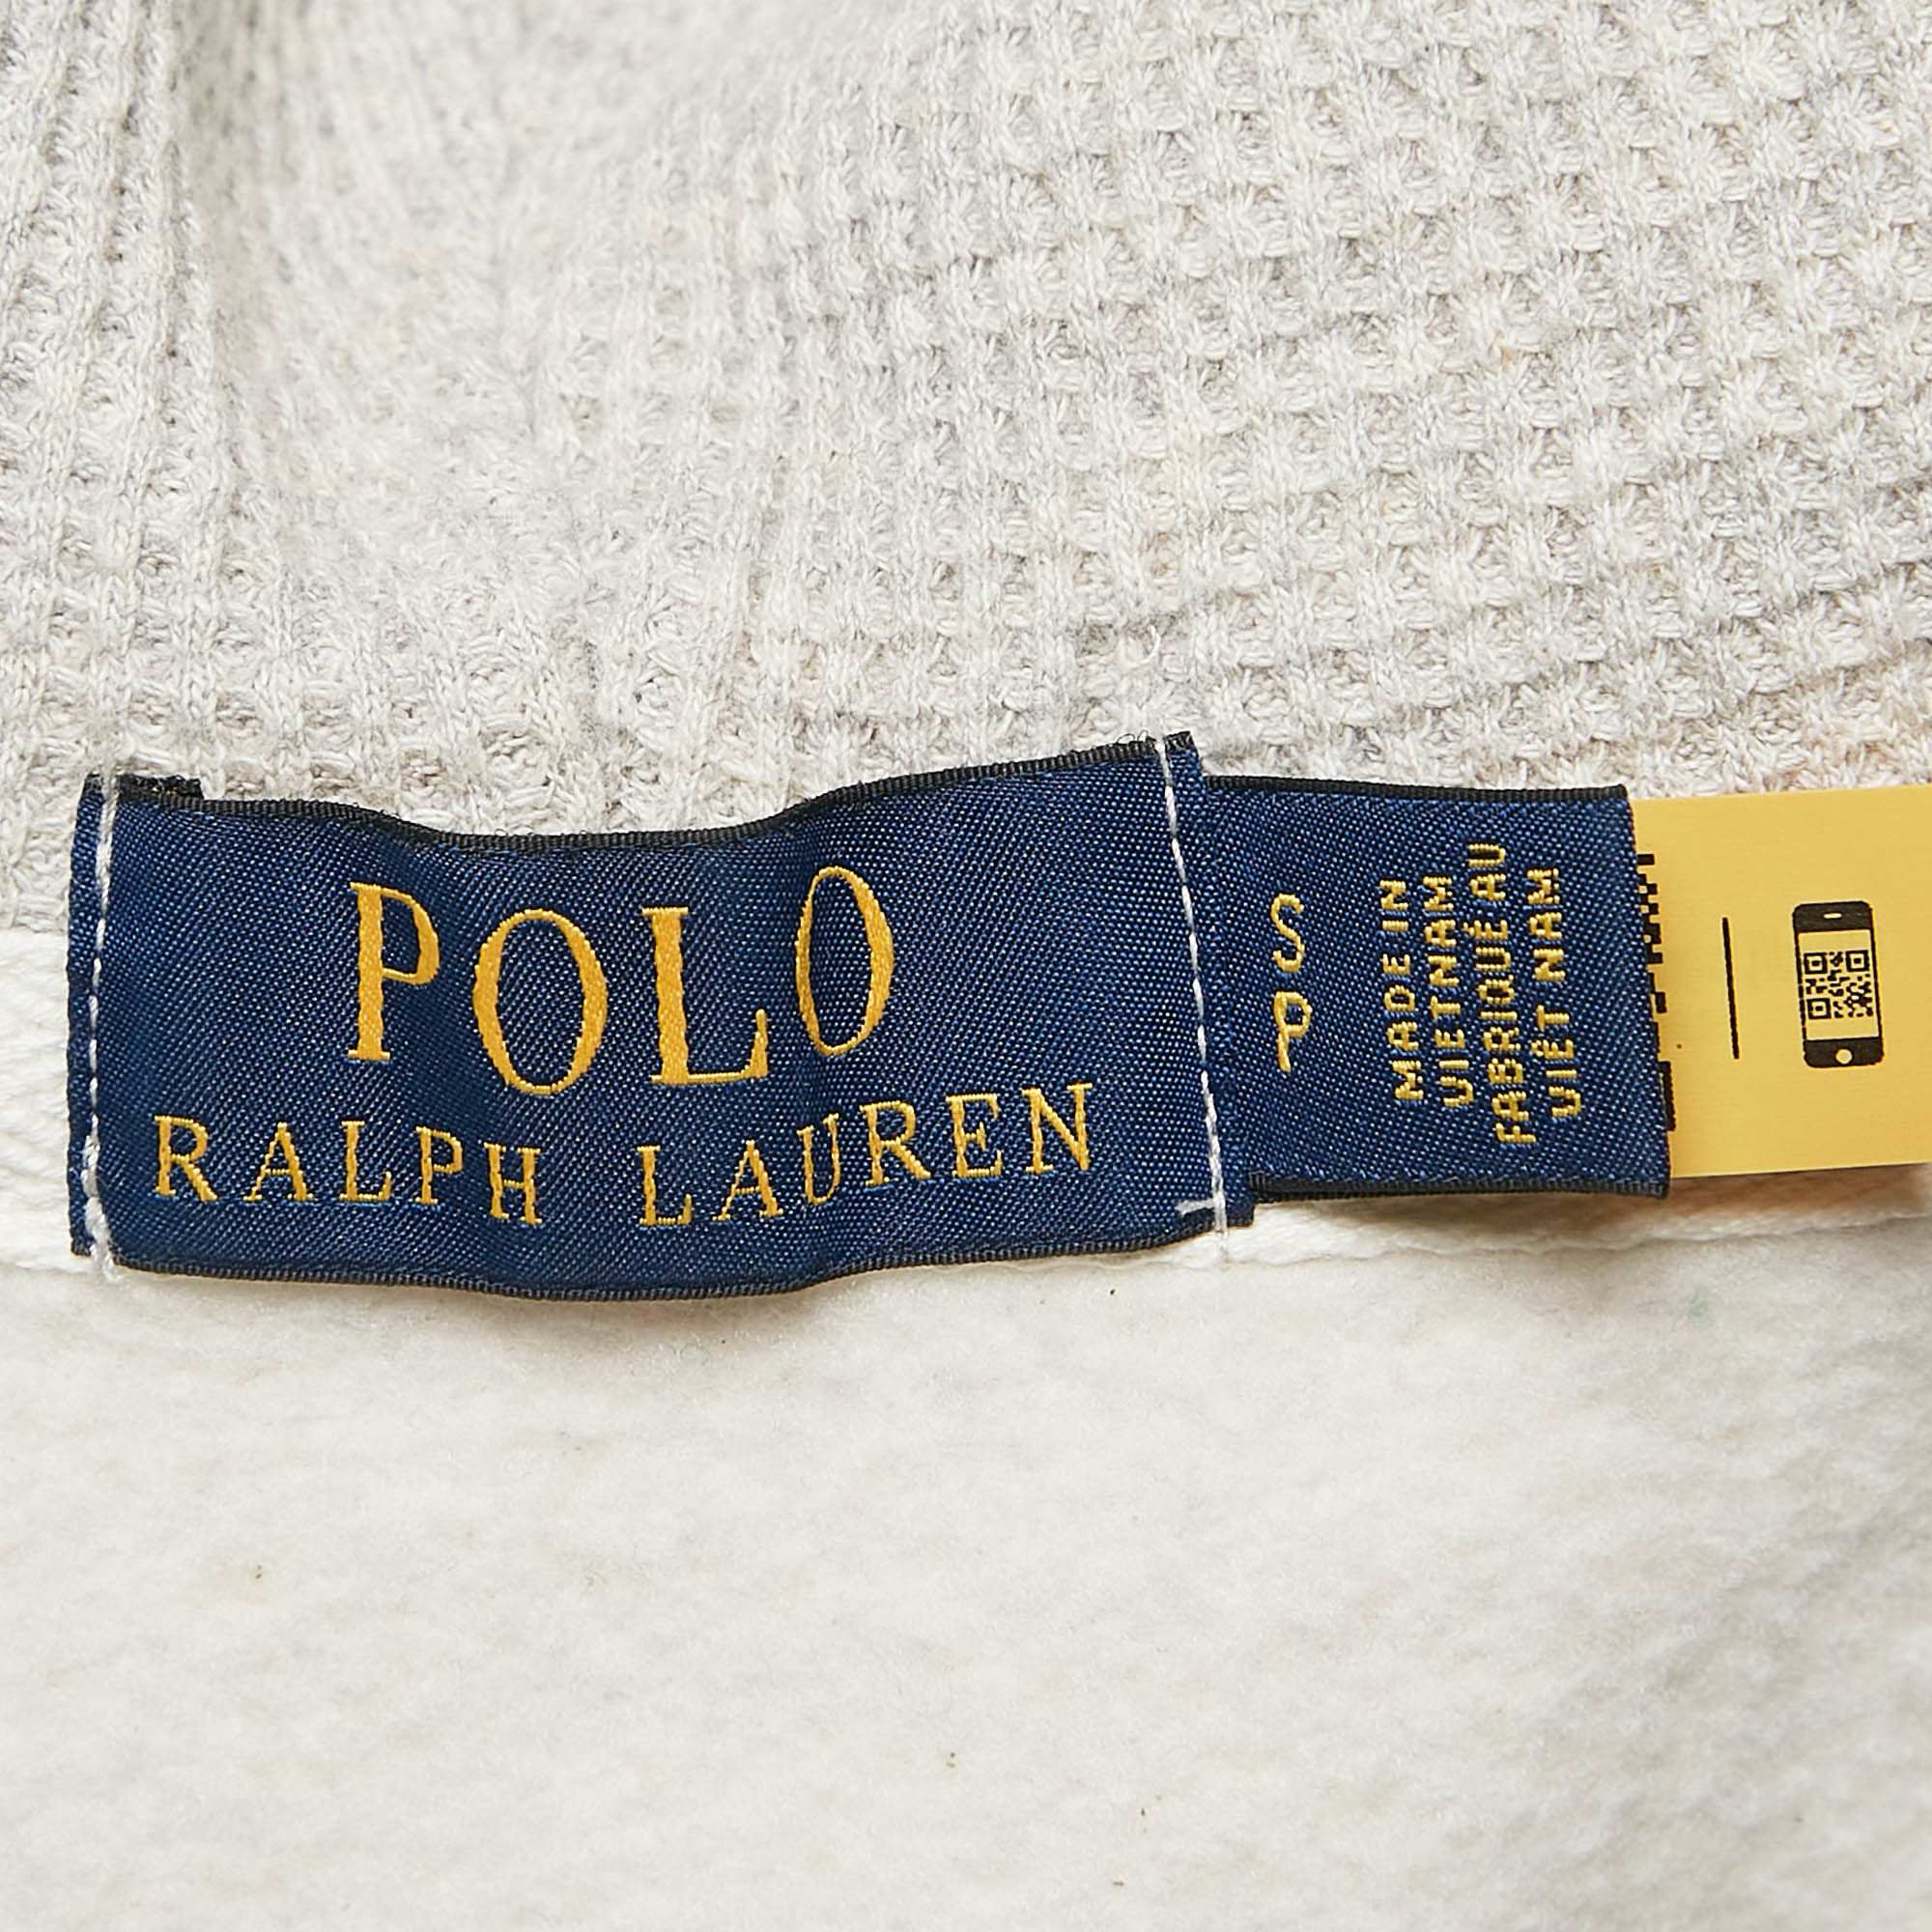 POLO
RALPH LAUREN
S
P
MADE IN
VIETNAM
FABRIQUÉ AU
VIÊT NAM